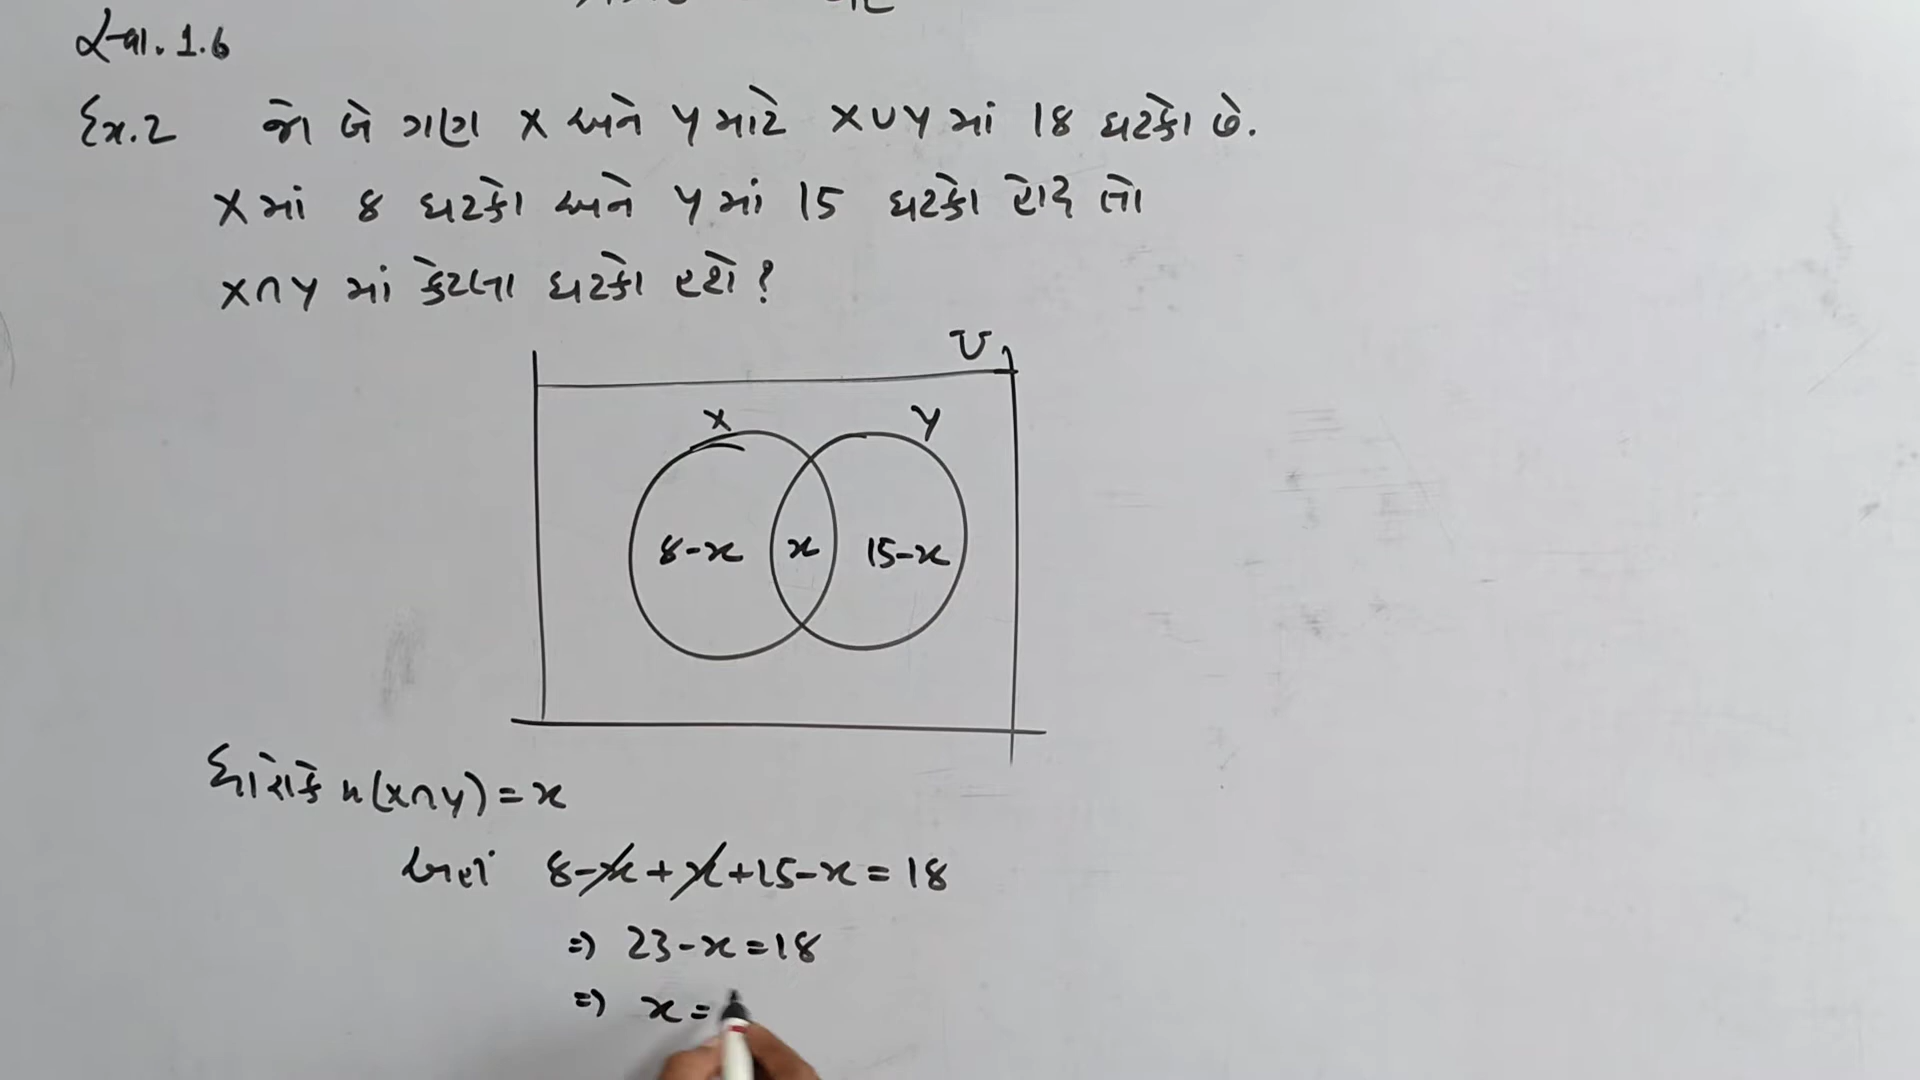 સ્વા. 1.6
Ex.2 જો બે ગણ X અને Y માટે X∪Y માં 18 ઘટકો છે.
X માં 8 ઘટકો અને Y માં 15 ઘટકો હોય તો
X∩Y માં કેટલા ઘટકો હશે?
U
X Y
8-x x 15-x
ધારોકે n(X∩Y) = x
અહીં 8-x+x+15-x = 18
⇒ 23-x = 18
⇒ x =